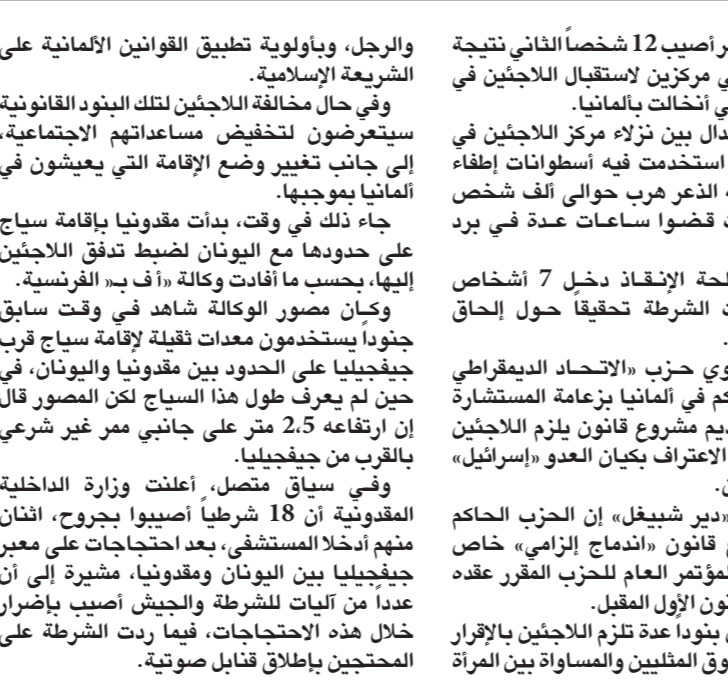 ر أصيب 12 شخصاً الثاني نتيجة
ي مركزين لاستقبال اللاجئين في
ي أنخالت بألمانيا.
دال بين نزلاء مركز اللاجئين في
استخدمت فيه أسطوانات إطفاء
ه الذعر هرب حوالى ألف شخص
ت قضوا ساعات عدة في برد
لحة الإنقاذ دخل 7 أشخاص
ت الشرطة تحقيقاً حول إلحاق
.
وي حزب «الاتحاد الديمقراطي
كم في ألمانيا بزعامة المستشارة
ديم مشروع قانون يلزم اللاجئين
الاعتراف بكيان العدو «إسرائيل»
ن.
«دير شبيغل» إن الحزب الحاكم
ع قانون «اندماج إلزامي» خاص
لمؤتمر العام للحزب المقرر عقده
نون الأول المقبل.
ن بنوداً عدة تلزم اللاجئين بالإقرار
وق المثليين والمساواة بين المرأة
والرجل، وبأولوية تطبيق القوانين الألمانية على
الشريعة الإسلامية.
وفي حال مخالفة اللاجئين لتلك البنود القانونية
سيتعرضون لتخفيض مساعداتهم الاجتماعية،
إلى جانب تغيير وضع الإقامة التي يعيشون في
ألمانيا بموجبها.
جاء ذلك في وقت، بدأت مقدونيا بإقامة سياج
على حدودها مع اليونان لضبط تدفق اللاجئين
إليها، بحسب ما أفادت وكالة «أ ف ب» الفرنسية.
وكان مصور الوكالة شاهد في وقت سابق
جنوداً يستخدمون معدات ثقيلة لإقامة سياج قرب
جيفجيليا على الحدود بين مقدونيا واليونان، في
حين لم يعرف طول هذا السياج لكن المصور قال
إن ارتفاعه 2،5 متر على جانبي ممر غير شرعي
بالقرب من جيفجيليا.
وفي سياق متصل، أعلنت وزارة الداخلية
المقدونية أن 18 شرطياً أصيبوا بجروح، اثنان
منهم أدخلا المستشفى، بعد احتجاجات على معبر
جيفجيليا بين اليونان ومقدونيا، مشيرة إلى أن
عدداً من آليات للشرطة والجيش أصيب بإضرار
خلال هذه الاحتجاجات، فيما ردت الشرطة على
المحتجين بإطلاق قنابل صوتية.